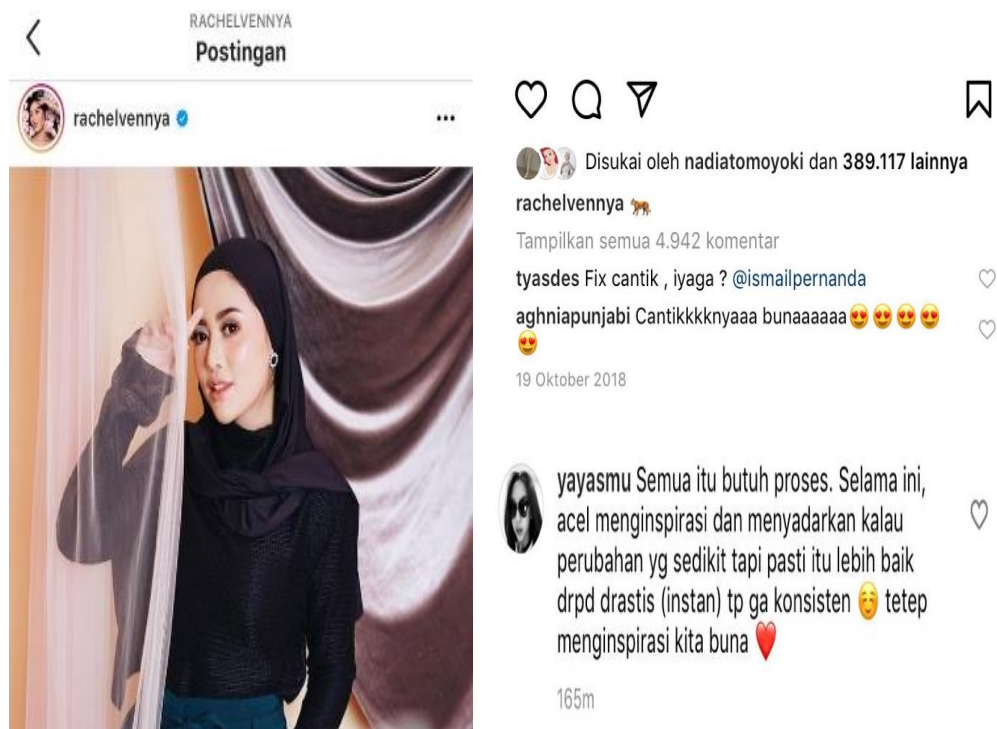 RACHELVENNYA
Postingan
rachelvennya
Disukai oleh nadiatomoyoki dan 389.117 lainnya
rachelvennya 🐅
Tampilkan semua 4.942 komentar
tyasdes Fix cantik , iyaga ? @ismailpernanda
aghniapunjabi Cantikkkknyaaa bunaaaaaa😍 😍 😍 😍
😍
19 Oktober 2018
yayasmu Semua itu butuh proses. Selama ini,
acel menginspirasi dan menyadarkan kalau
perubahan yg sedikit tapi pasti itu lebih baik
drpd drastis (instan) tp ga konsisten ☺️ tetep
menginspirasi kita buna ❤️
165m